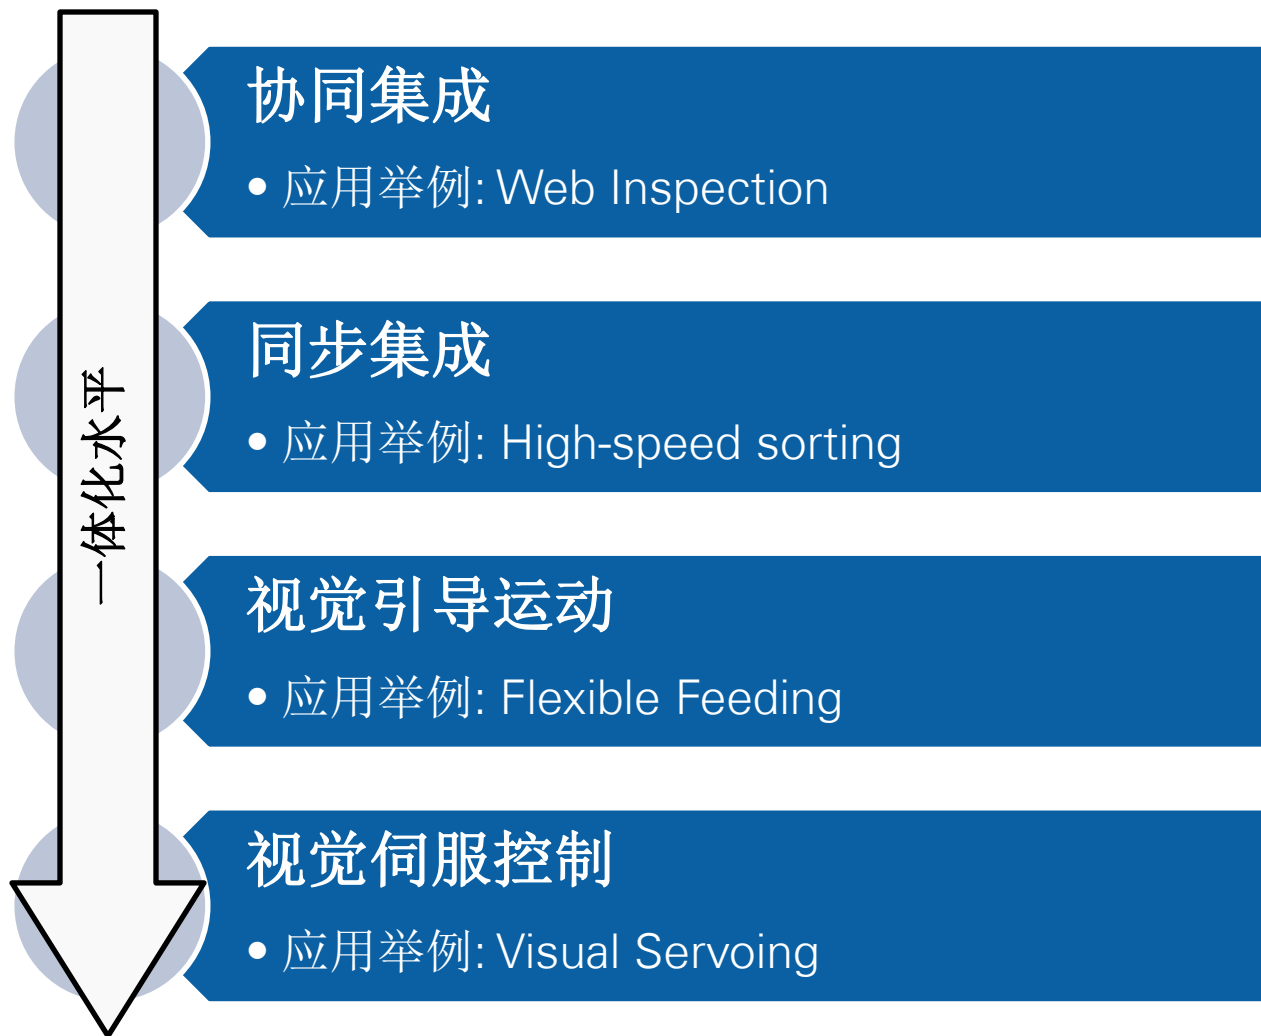 一体化水平
协同集成
• 应用举例: Web Inspection
同步集成
• 应用举例: High-speed sorting
视觉引导运动
• 应用举例: Flexible Feeding
视觉伺服控制
• 应用举例: Visual Servoing